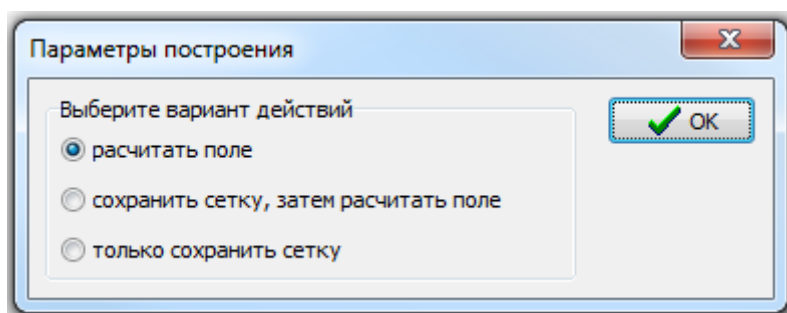 Параметры построения
Выберите вариант действий
OK
расчитать поле
сохранить сетку, затем расчитать поле
только сохранить сетку